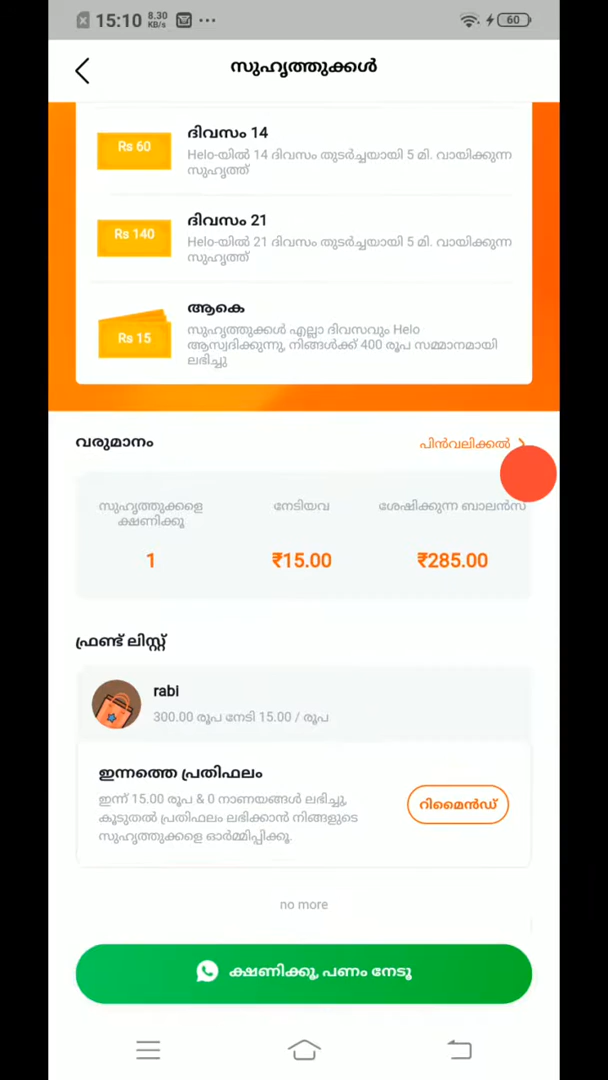 15:10 8.30 KB/s ••• 60
സുഹൃത്തുക്കൾ
Rs 60
ദിവസം 14
Helo-യിൽ 14 ദിവസം തുടർച്ചയായി 5 മി. വായിക്കുന്ന
സുഹൃത്ത്
Rs 140
ദിവസം 21
Helo-യിൽ 21 ദിവസം തുടർച്ചയായി 5 മി. വായിക്കുന്ന
സുഹൃത്ത്
Rs 15
ആകെ
സുഹൃത്തുക്കൾ എല്ലാ ദിവസവും Helo
ആസ്വദിക്കുന്നു, നിങ്ങൾക്ക് 400 രൂപ സമ്മാനമായി
ലഭിച്ചു
വരുമാനം
പിൻവലിക്കൽ
സുഹൃത്തുക്കളെ
ക്ഷണിക്കൂ
നേടിയവ
ശേഷിക്കുന്ന ബാലൻസ്
1
₹15.00
₹285.00
ഫ്രണ്ട് ലിസ്റ്റ്
rabi
300.00 രൂപ നേടി 15.00 / രൂപ
ഇന്നത്തെ പ്രതിഫലം
ഇന്ന് 15.00 രൂപ & 0 നാണയങ്ങൾ ലഭിച്ചു,
കൂടുതൽ പ്രതിഫലം ലഭിക്കാൻ നിങ്ങളുടെ
സുഹൃത്തുക്കളെ ഓർമ്മിപ്പിക്കൂ.
റിമൈൻഡ്
no more
ക്ഷണിക്കൂ, പണം നേടൂ